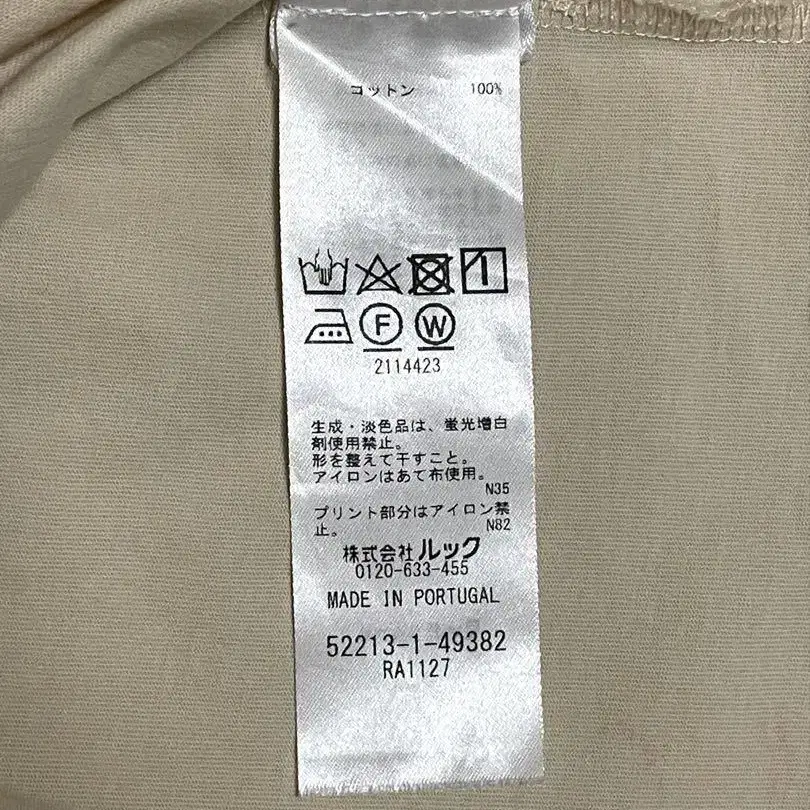 コットン 100%
F W
2114423
生成・淡色品は、蛍光増白
剤使用禁止。
形を整えて干すこと。
アイロンはあて布使用。
N35
プリント部分はアイロン禁
止。 N82
株式会社 ルック
0120-633-455
MADE IN PORTUGAL
52213-1-49382
RA1127